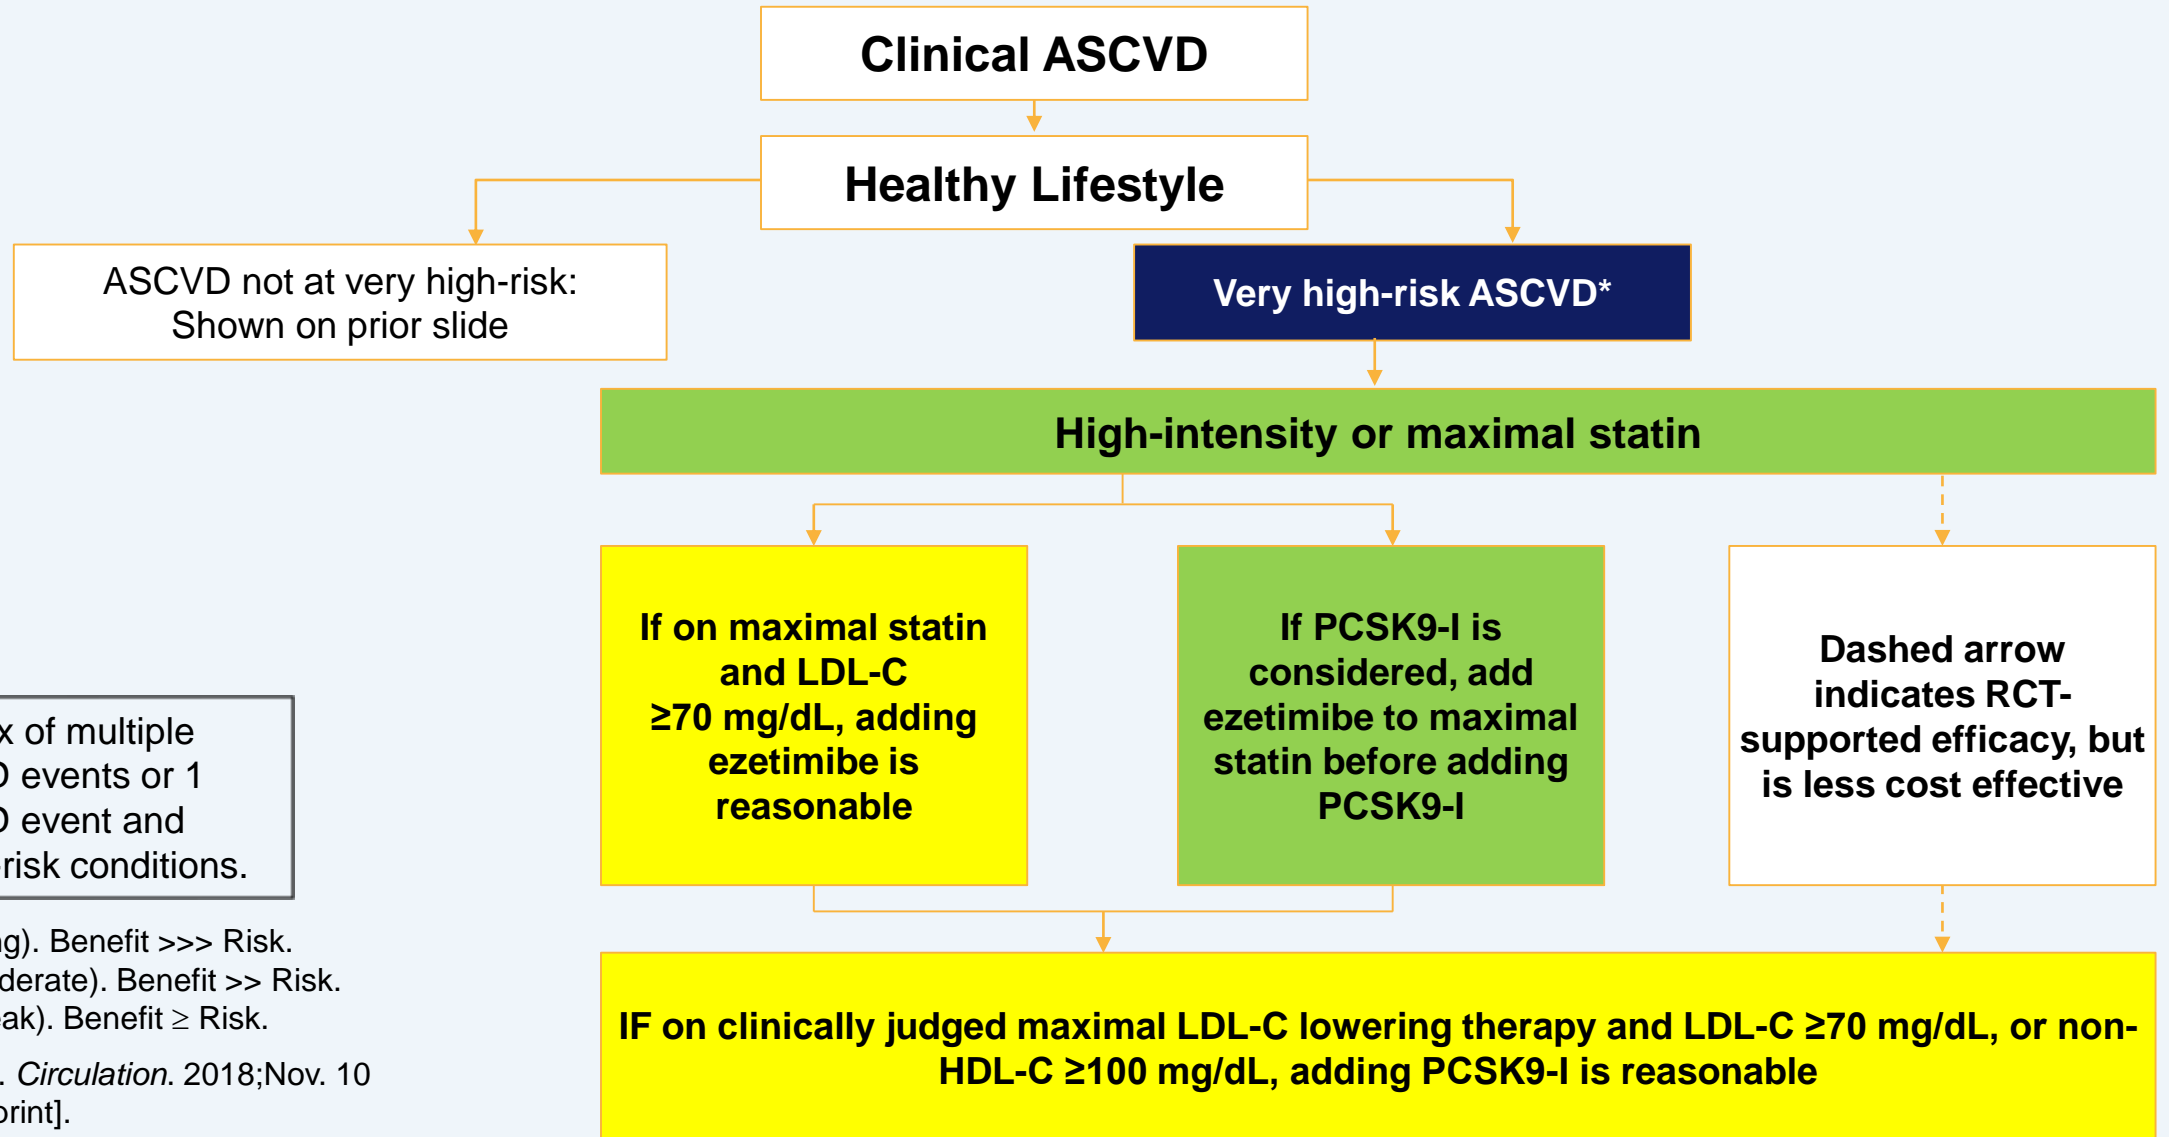 Clinical ASCVD
Healthy Lifestyle
ASCVD not at very high-risk:
Shown on prior slide
Very high-risk ASCVD*
High-intensity or maximal statin
If on maximal statin
and LDL-C
≥70 mg/dL, adding
ezetimibe is
reasonable
If PCSK9-I is
considered, add
ezetimibe to maximal
statin before adding
PCSK9-I
Dashed arrow
indicates RCT-
supported efficacy, but
is less cost effective
of multiple
events or 1
event and
risk conditions.
Benefit >>> Risk.
Benefit >> Risk.
Benefit ≥ Risk.
Circulation. 2018;Nov. 10
IF on clinically judged maximal LDL-C lowering therapy and LDL-C ≥70 mg/dL, or non-
HDL-C ≥100 mg/dL, adding PCSK9-I is reasonable